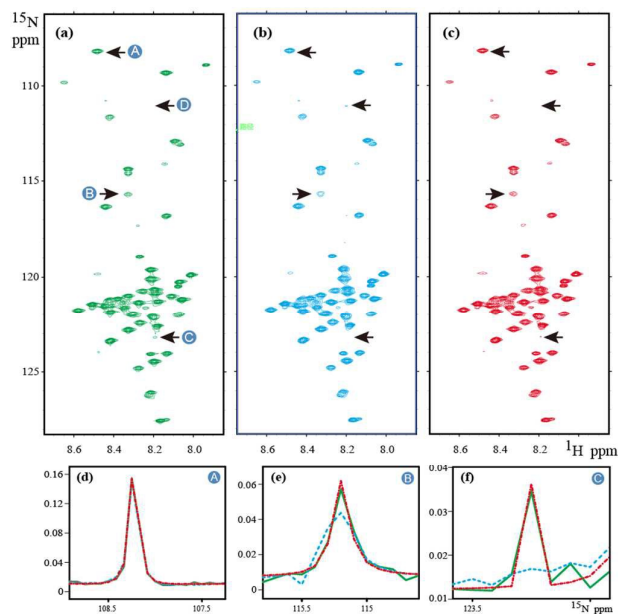 15N
ppm
(a)
(b)
(c)
A
D
B
C
110
115
120
125
8.6 8.4 8.2 8.0
8.6 8.4 8.2 8.0
8.6 8.4 8.2
1H ppm
(d) A
0.16
0.12
0.08
0.04
0
108.5 107.5
(e) B
0.06
0.04
0.02
0
115.5 115
(f) C
0.04
0.03
0.02
0.01
123.5 15N ppm